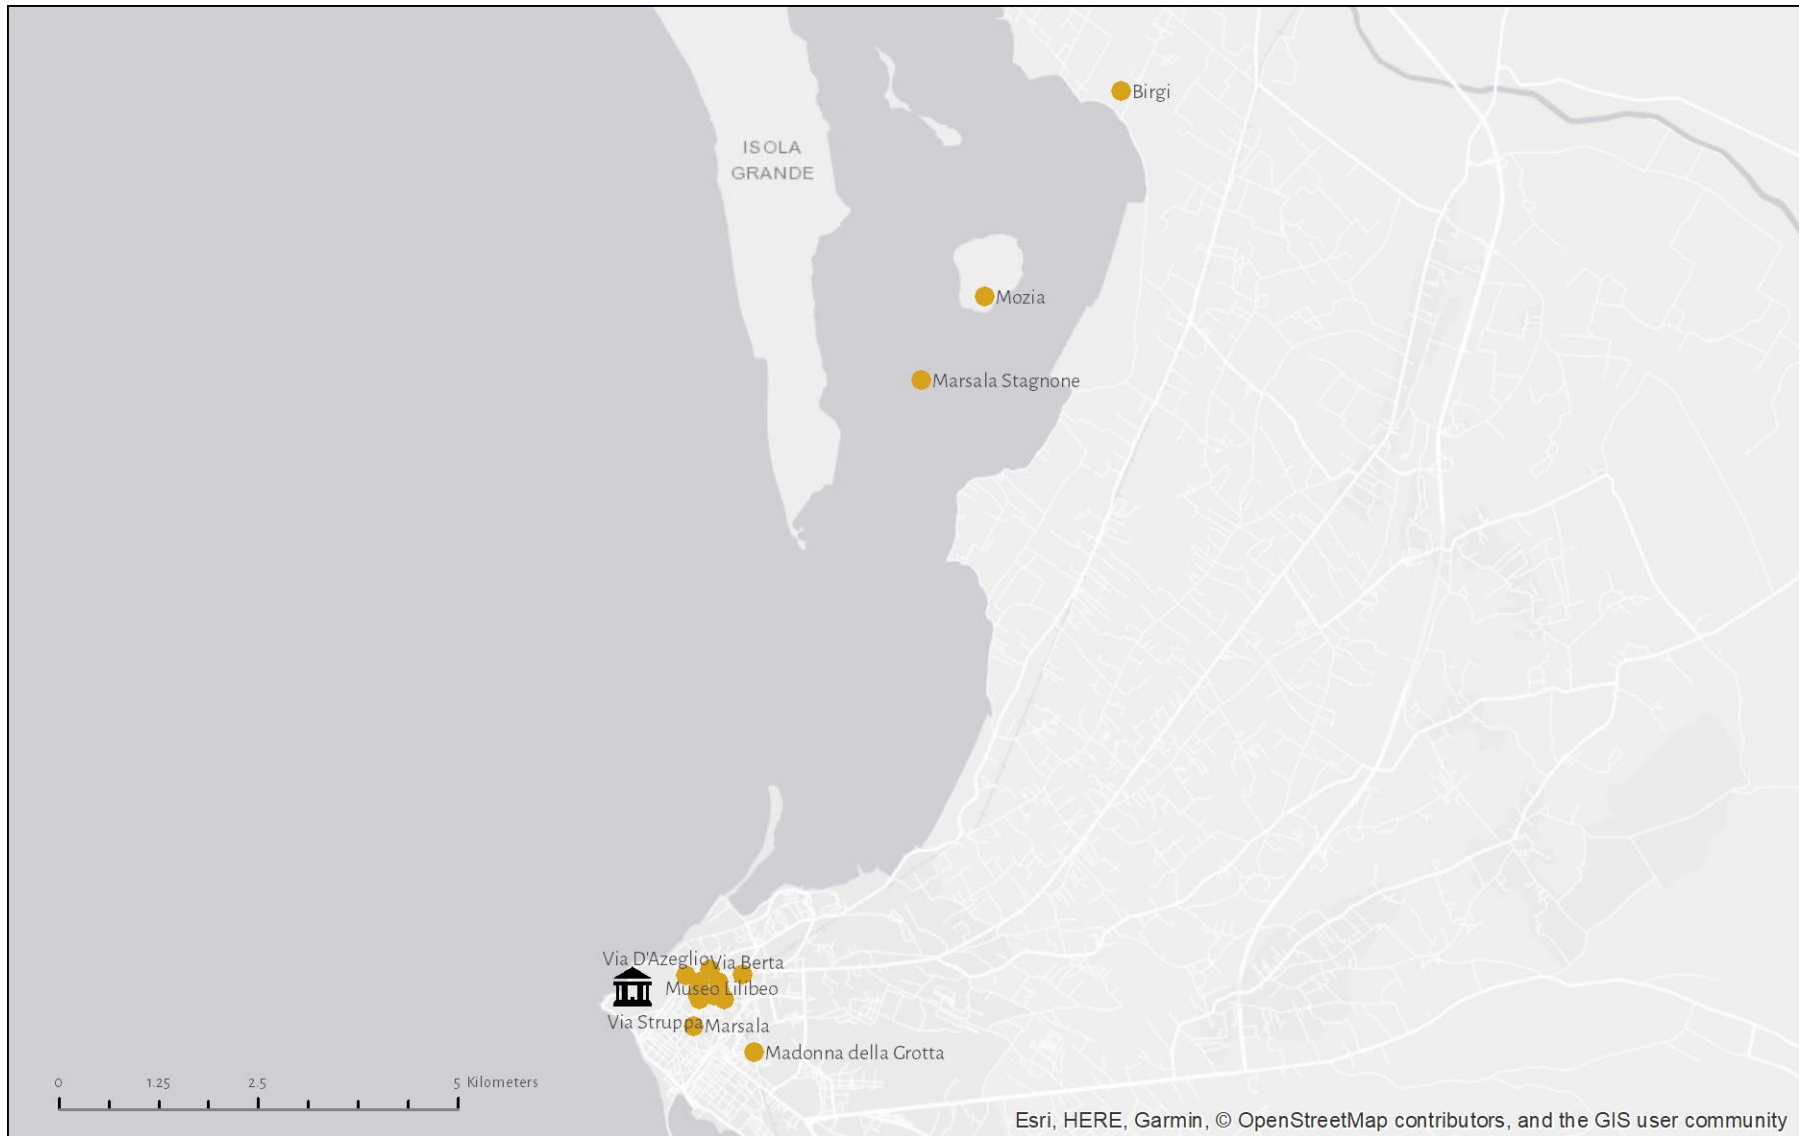 Birgi
ISOLA
GRANDE
Mozia
Marsala Stagnone
Via D'Azeglio
Via Berta
Museo Lilibeo
Via Struppa
Marsala
Madonna della Grotta
0 1.25 2.5 5 Kilometers
Esri, HERE, Garmin, © OpenStreetMap contributors, and the GIS user community